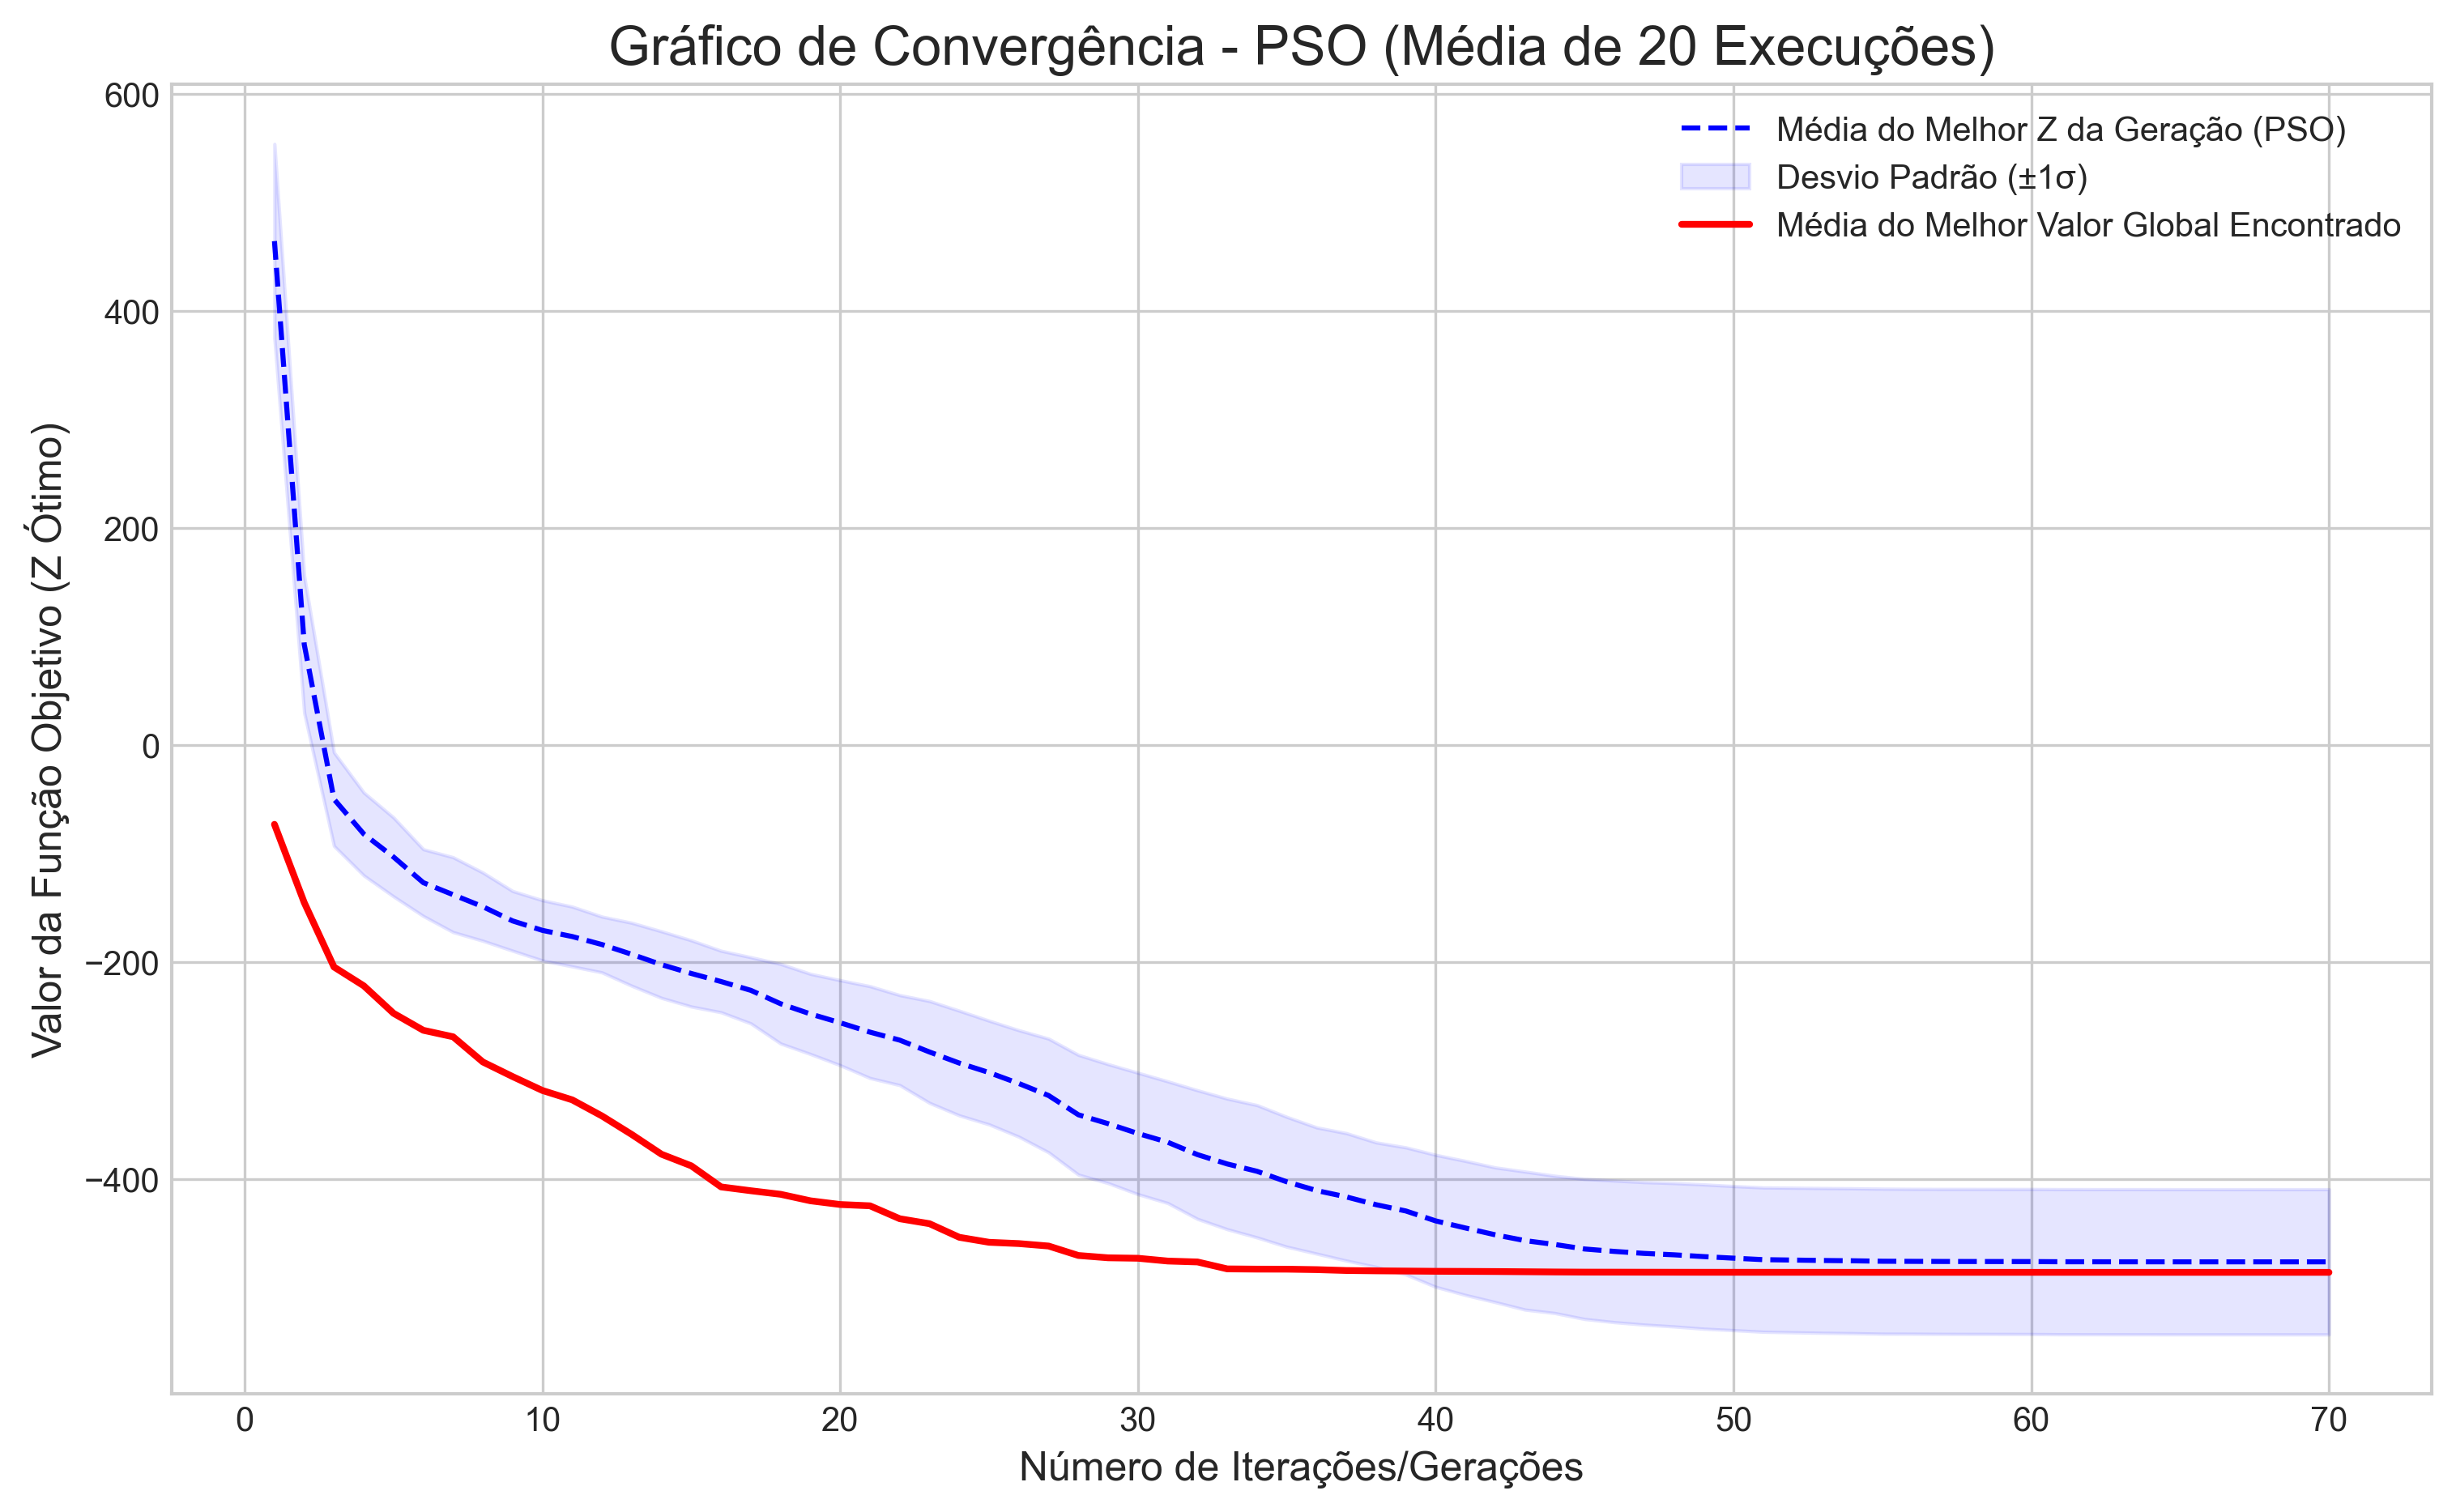 Gráfico de Convergência - PSO (Média de 20 Execuções)
Média do Melhor Z da Geração (PSO)
Desvio Padrão (±1σ)
Média do Melhor Valor Global Encontrado
Valor da Função Objetivo (Z Ótimo)
600
400
200
0
−200
−400
0 10 20 30 40 50 60 70
Número de Iterações/Gerações